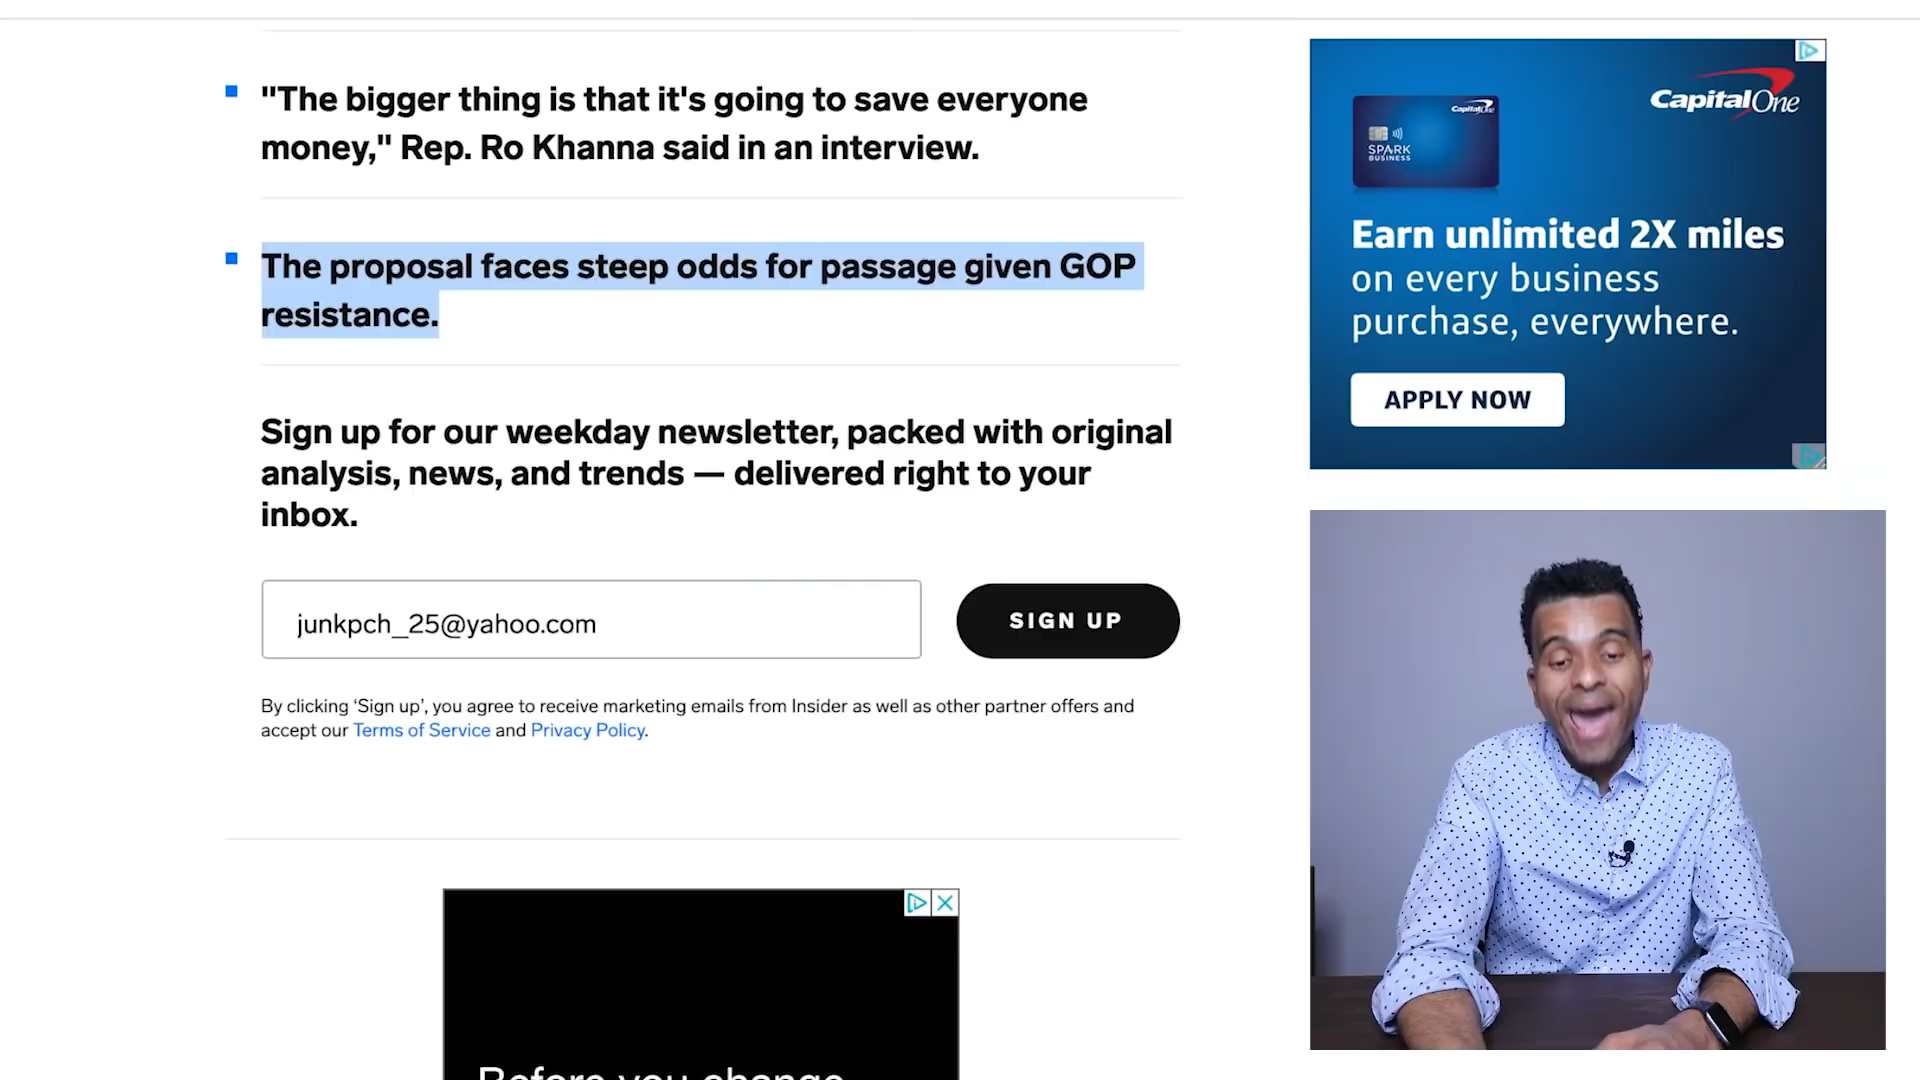 "The bigger thing is that it's going to save everyone
money," Rep. Ro Khanna said in an interview.
The proposal faces steep odds for passage given GOP
resistance.
Sign up for our weekday newsletter, packed with original
analysis, news, and trends — delivered right to your
inbox.
junkpch_25@yahoo.com
SIGN UP
By clicking ‘Sign up’, you agree to receive marketing emails from Insider as well as other partner offers and
accept our Terms of Service and Privacy Policy.
Before you change
Capital One
Capital One
SPARK
BUSINESS
Earn unlimited 2X miles
on every business
purchase, everywhere.
APPLY NOW